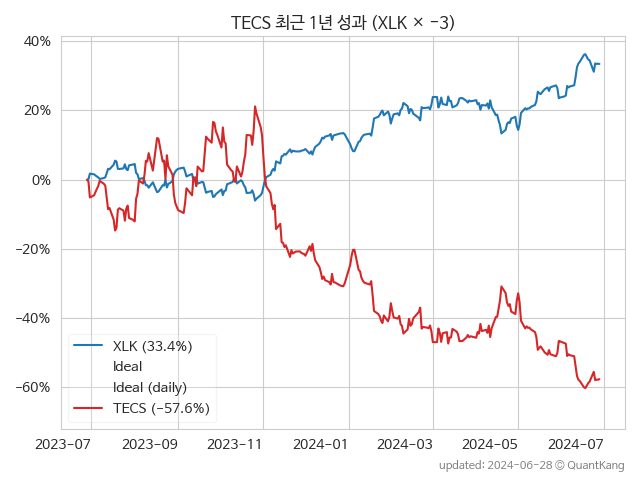 TECS 최근 1년 성과 (XLK × −3)
40%
20%
0%
−20%
−40%
−60%
XLK (33.4%)
Ideal
Ideal (daily)
TECS (−57.6%)
2023-07 2023-09 2023-11 2024-01 2024-03 2024-05 2024-07
updated: 2024-06-28 © QuantKang